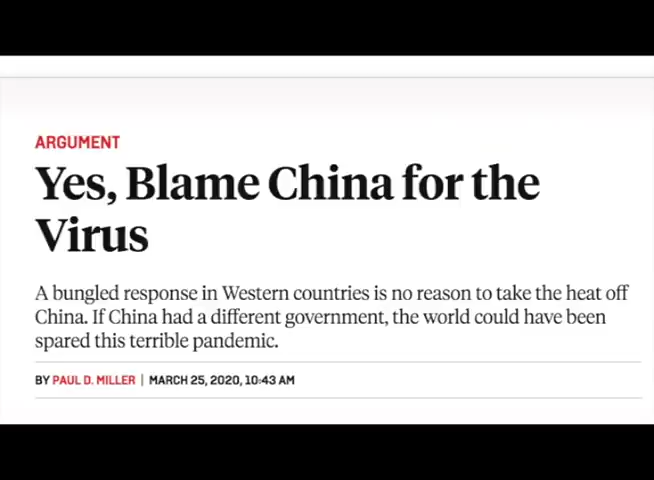 ARGUMENT
Yes, Blame China for the
Virus
A bungled response in Western countries is no reason to take the heat off
China. If China had a different government, the world could have been
spared this terrible pandemic.
BY PAUL D. MILLER | MARCH 25, 2020, 10:43 AM